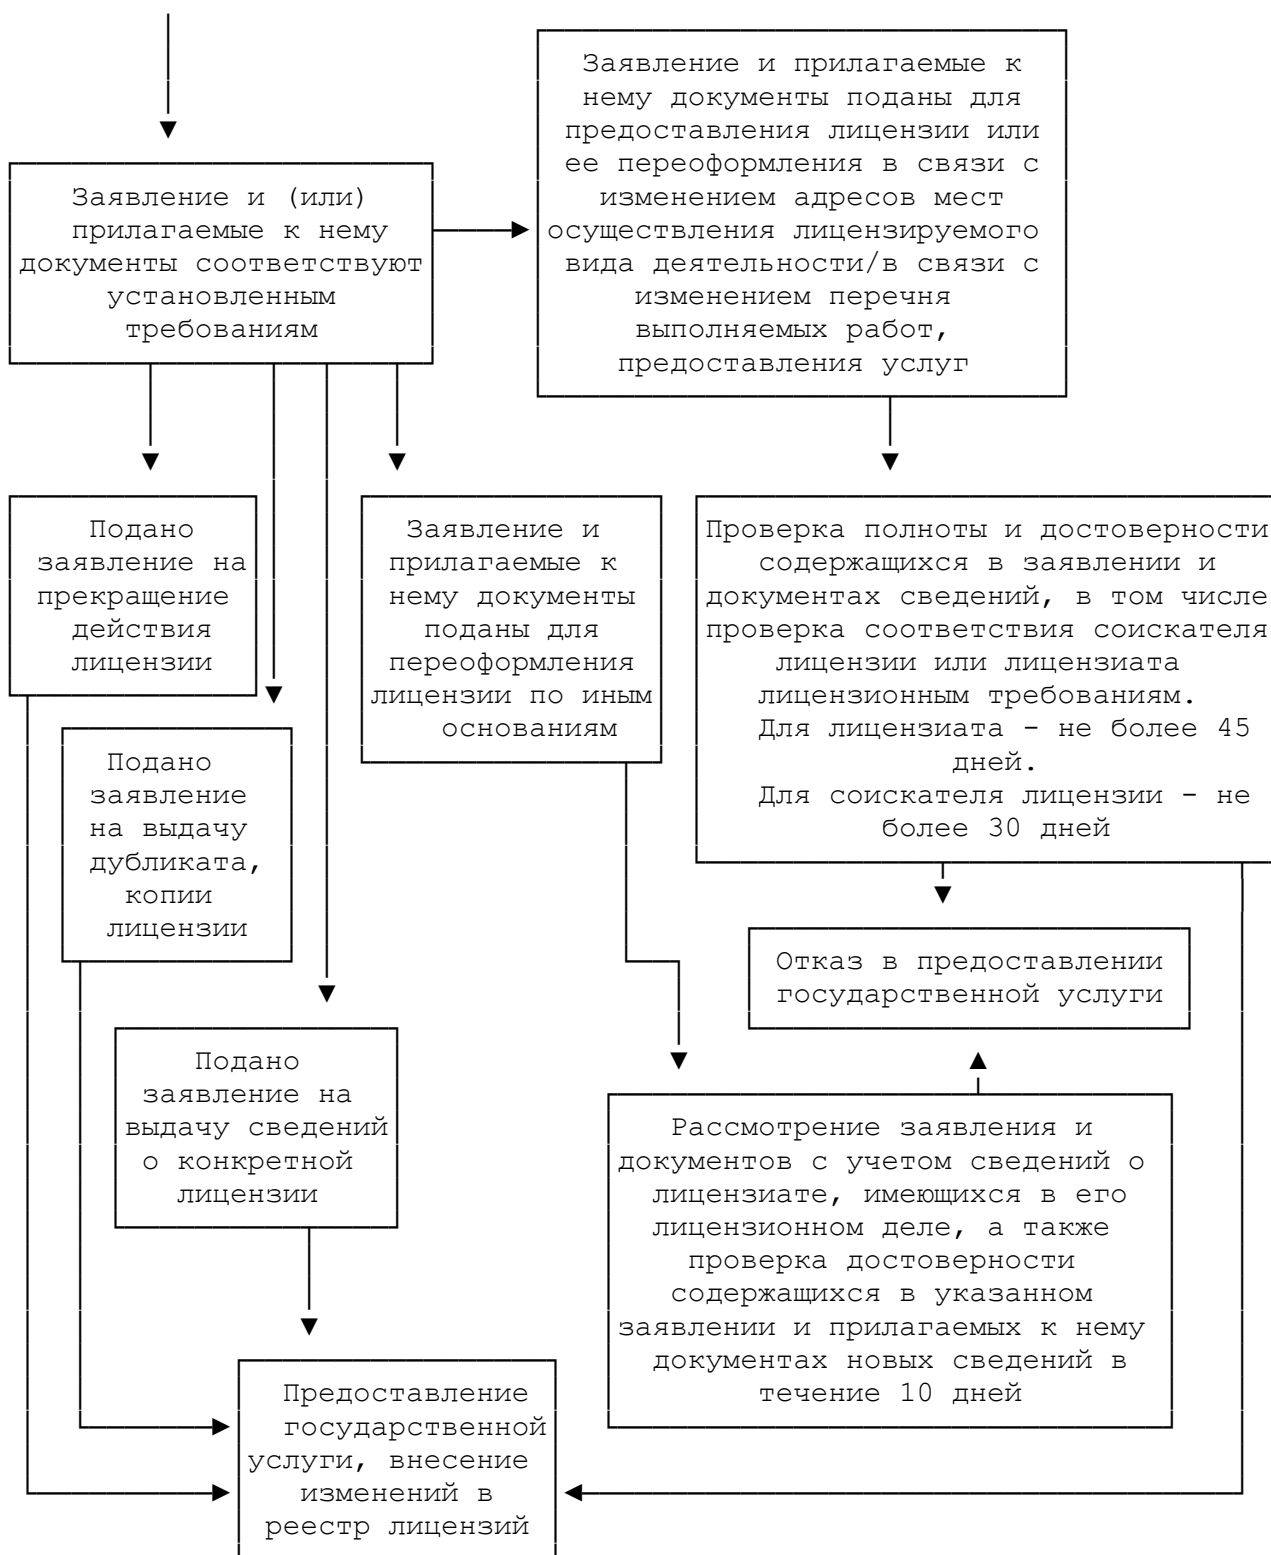 Заявление и прилагаемые к
нему документы поданы для
предоставления лицензии или
ее переоформления в связи с
изменением адресов мест
осуществления лицензируемого
вида деятельности/в связи с
изменением перечня
выполняемых работ,
предоставления услуг
Заявление и (или)
прилагаемые к нему
документы соответствуют
установленным
требованиям
Подано
заявление на
прекращение
действия
лицензии
Заявление и
прилагаемые к
нему документы
поданы для
переоформления
лицензии по иным
основаниям
Проверка полноты и достоверности
содержащихся в заявлении и
документах сведений, в том числе
проверка соответствия соискателя
лицензии или лицензиата
лицензионным требованиям.
Для лицензиата - не более 45
дней.
Для соискателя лицензии - не
более 30 дней
Подано
заявление
на выдачу
дубликата,
копии
лицензии
Отказ в предоставлении
государственной услуги
Подано
заявление на
выдачу сведений
о конкретной
лицензии
Рассмотрение заявления и
документов с учетом сведений о
лицензиате, имеющихся в его
лицензионном деле, а также
проверка достоверности
содержащихся в указанном
заявлении и прилагаемых к нему
документах новых сведений в
течение 10 дней
Предоставление
государственной
услуги, внесение
изменений в
реестр лицензий